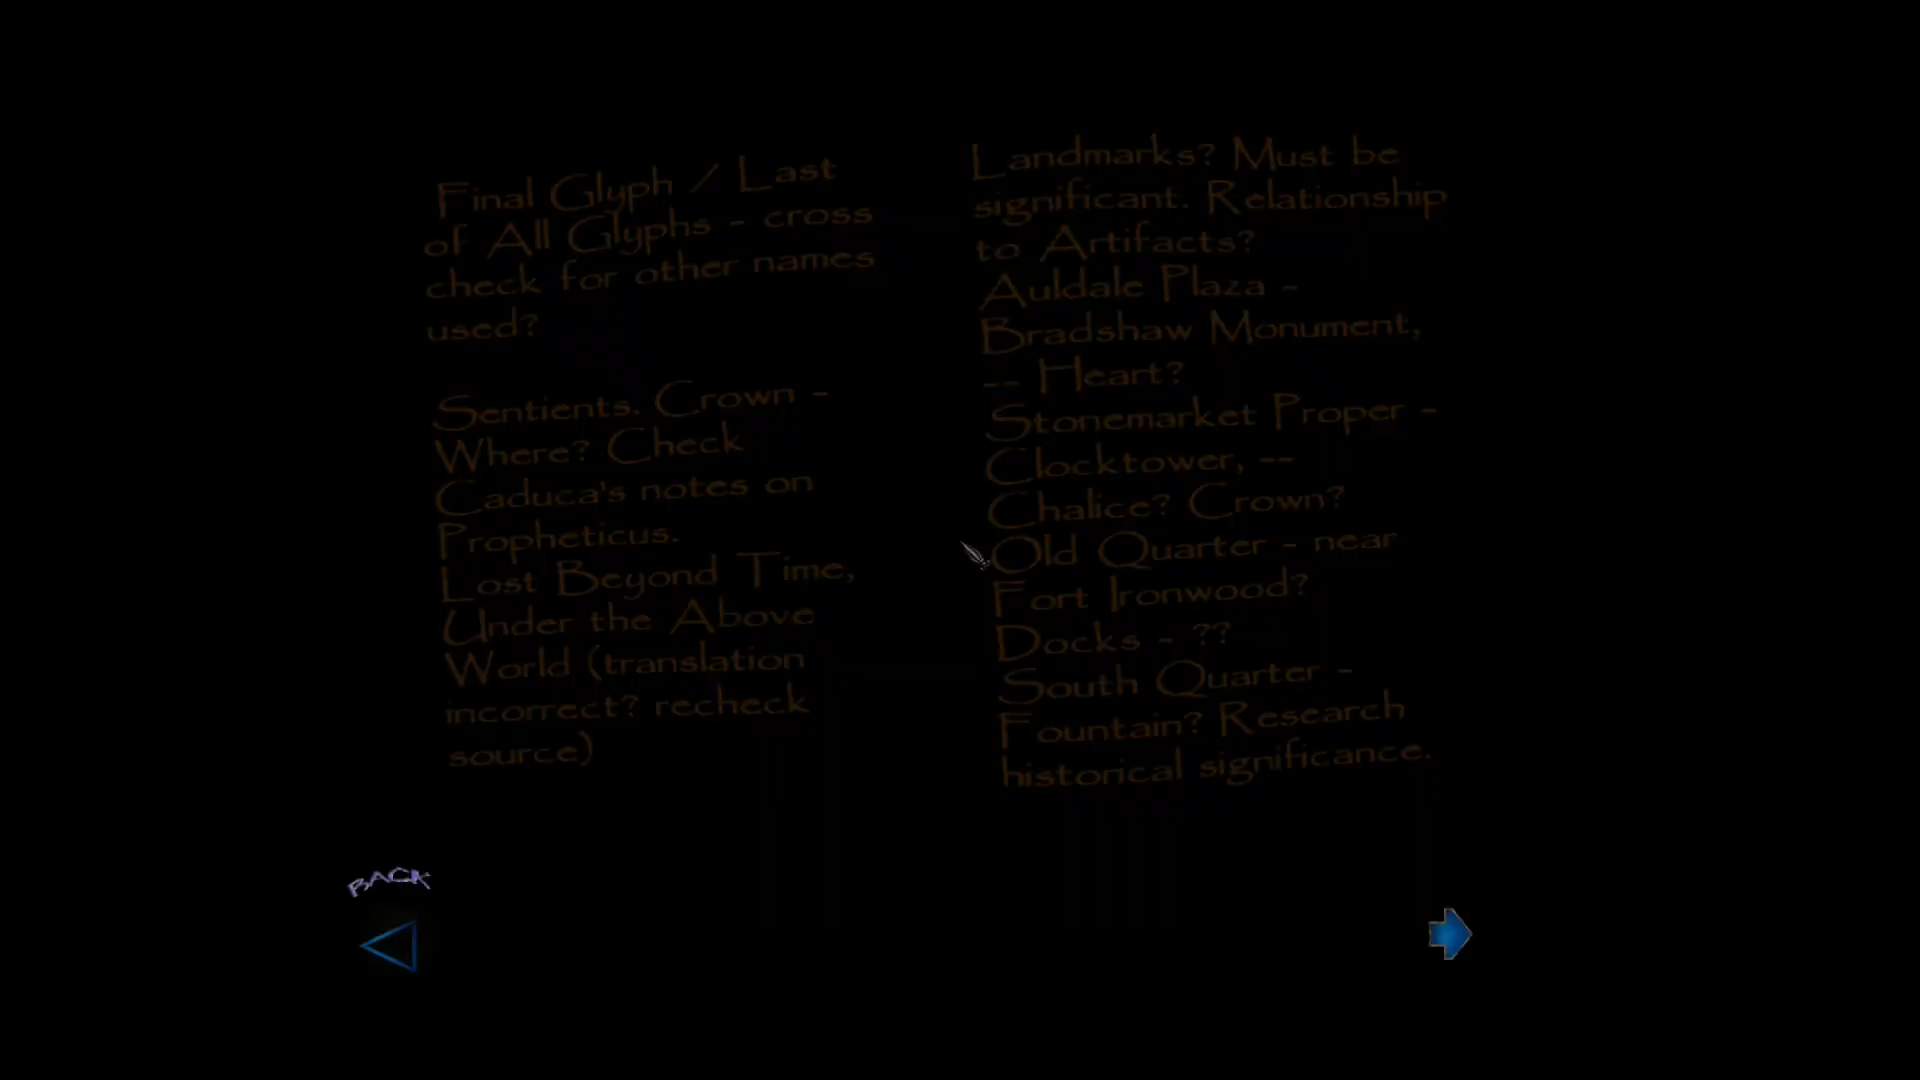 Final Glyph / Last
of All Glyphs - cross
check for other names
used?
Sentients. Crown -
Where? Check
Caduca's notes on
Propheticus.
Lost Beyond Time,
Under the Above
World (translation
incorrect? recheck
source)
Landmarks? Must be
significant. Relationship
to Artifacts?
Auldale Plaza -
Bradshaw Monument,
-- Heart?
Stonemarket Proper -
Clocktower, --
Chalice? Crown?
Old Quarter - near
Fort Ironwood?
Docks - ??
South Quarter -
Fountain? Research
historical significance.
BACK